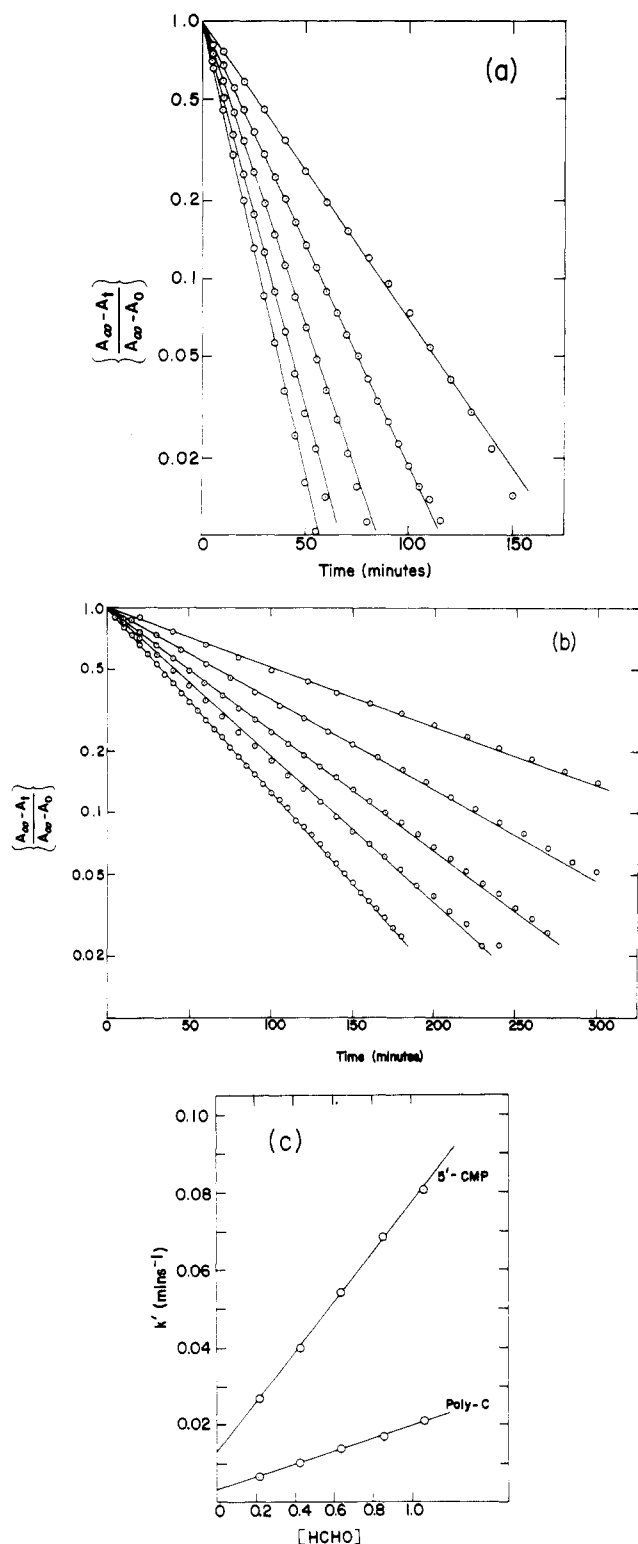 (a)
1.0
0.5
0.2
0.1
0.05
0.02
{A∞ - At / A∞ - A0}
0 50 100 150
Time (minutes)
(b)
1.0
0.5
0.2
0.1
0.05
0.02
{A∞ - At / A∞ - A0}
0 50 100 150 200 250 300
Time (minutes)
(c)
0.10
0.08
0.06
0.04
0.02
k' (mins⁻¹)
5'-CMP
Poly-C
0 0.2 0.4 0.6 0.8 1.0
[HCHO]